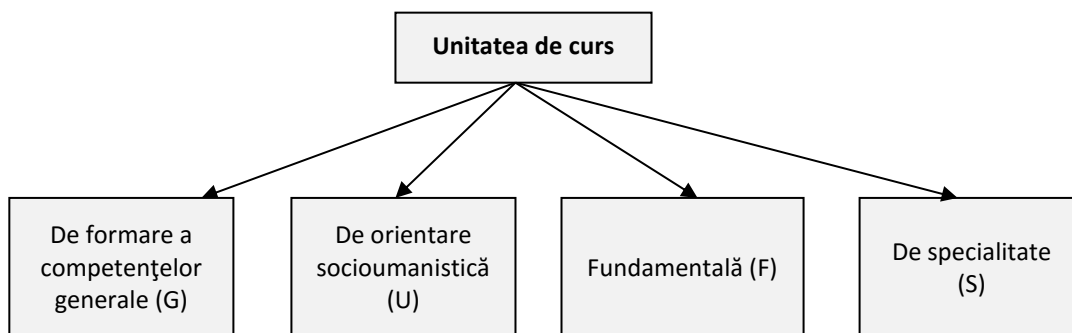 Unitatea de curs
De formare a
competenţelor
generale (G)
De orientare
socioumanistică
(U)
Fundamentală (F)
De specialitate
(S)